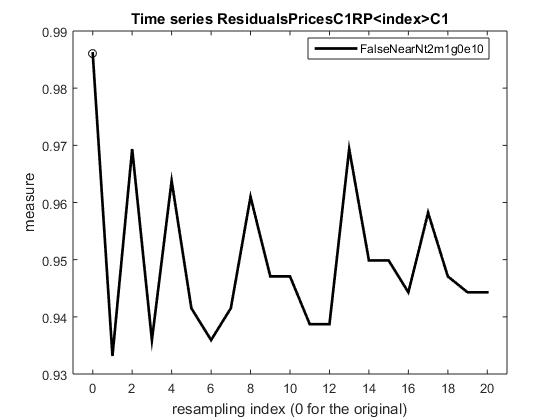 Time series ResidualsPricesC1RP<index>C1
FalseNearNt2m1g0e10
0.99
0.98
0.97
0.96
0.95
0.94
0.93
measure
0 2 4 6 8 10 12 14 16 18 20
resampling index (0 for the original)